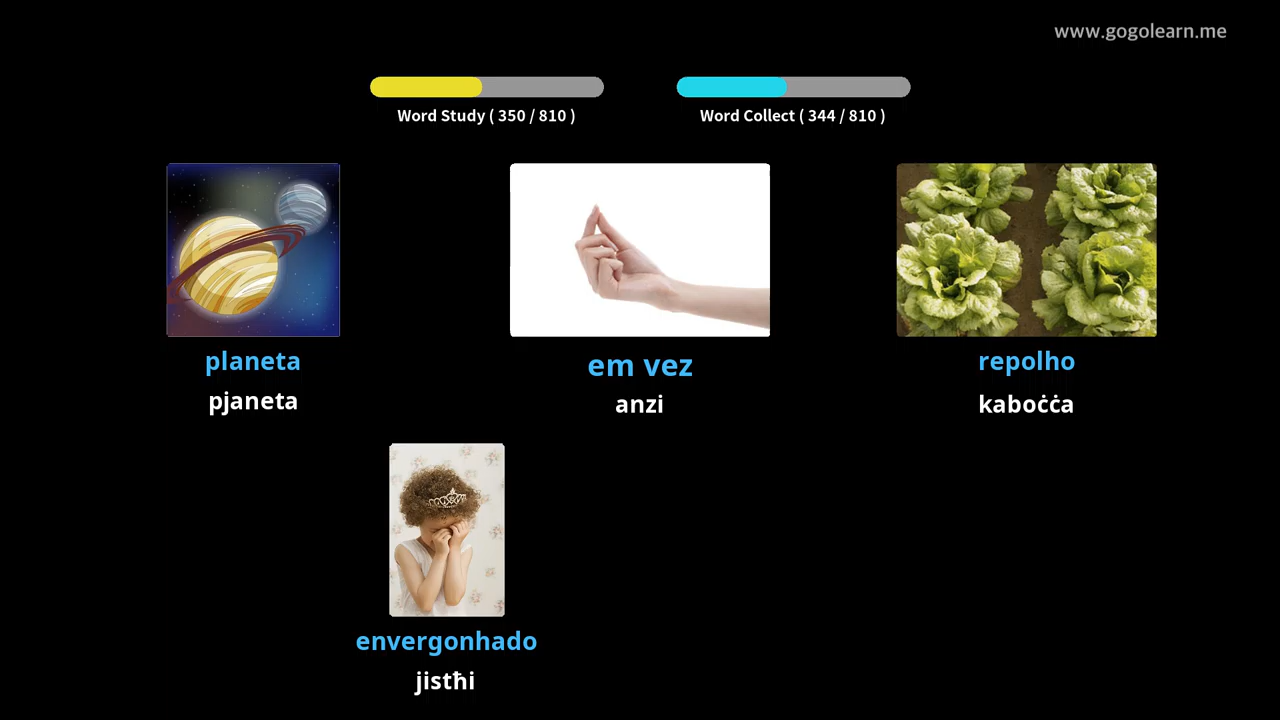 www.gogolearn.me
Word Study ( 350 / 810 )
Word Collect ( 344 / 810 )
planeta
pjaneta
em vez
anzi
repolho
kaboċċa
envergonhado
jistħi